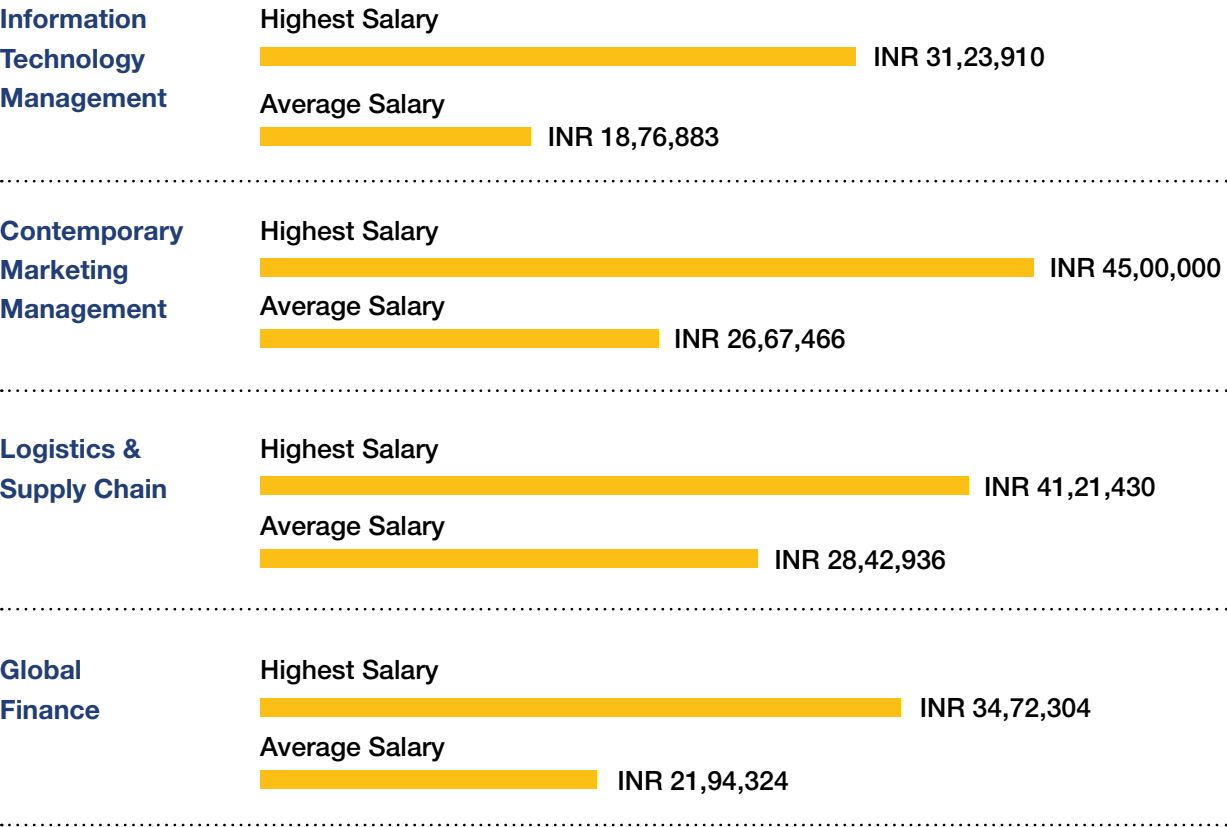 Information
Technology
Management
Highest Salary
INR 31,23,910
Average Salary
INR 18,76,883
Contemporary
Marketing
Management
Highest Salary
INR 45,00,000
Average Salary
INR 26,67,466
Logistics &
Supply Chain
Highest Salary
INR 41,21,430
Average Salary
INR 28,42,936
Global
Finance
Highest Salary
INR 34,72,304
Average Salary
INR 21,94,324